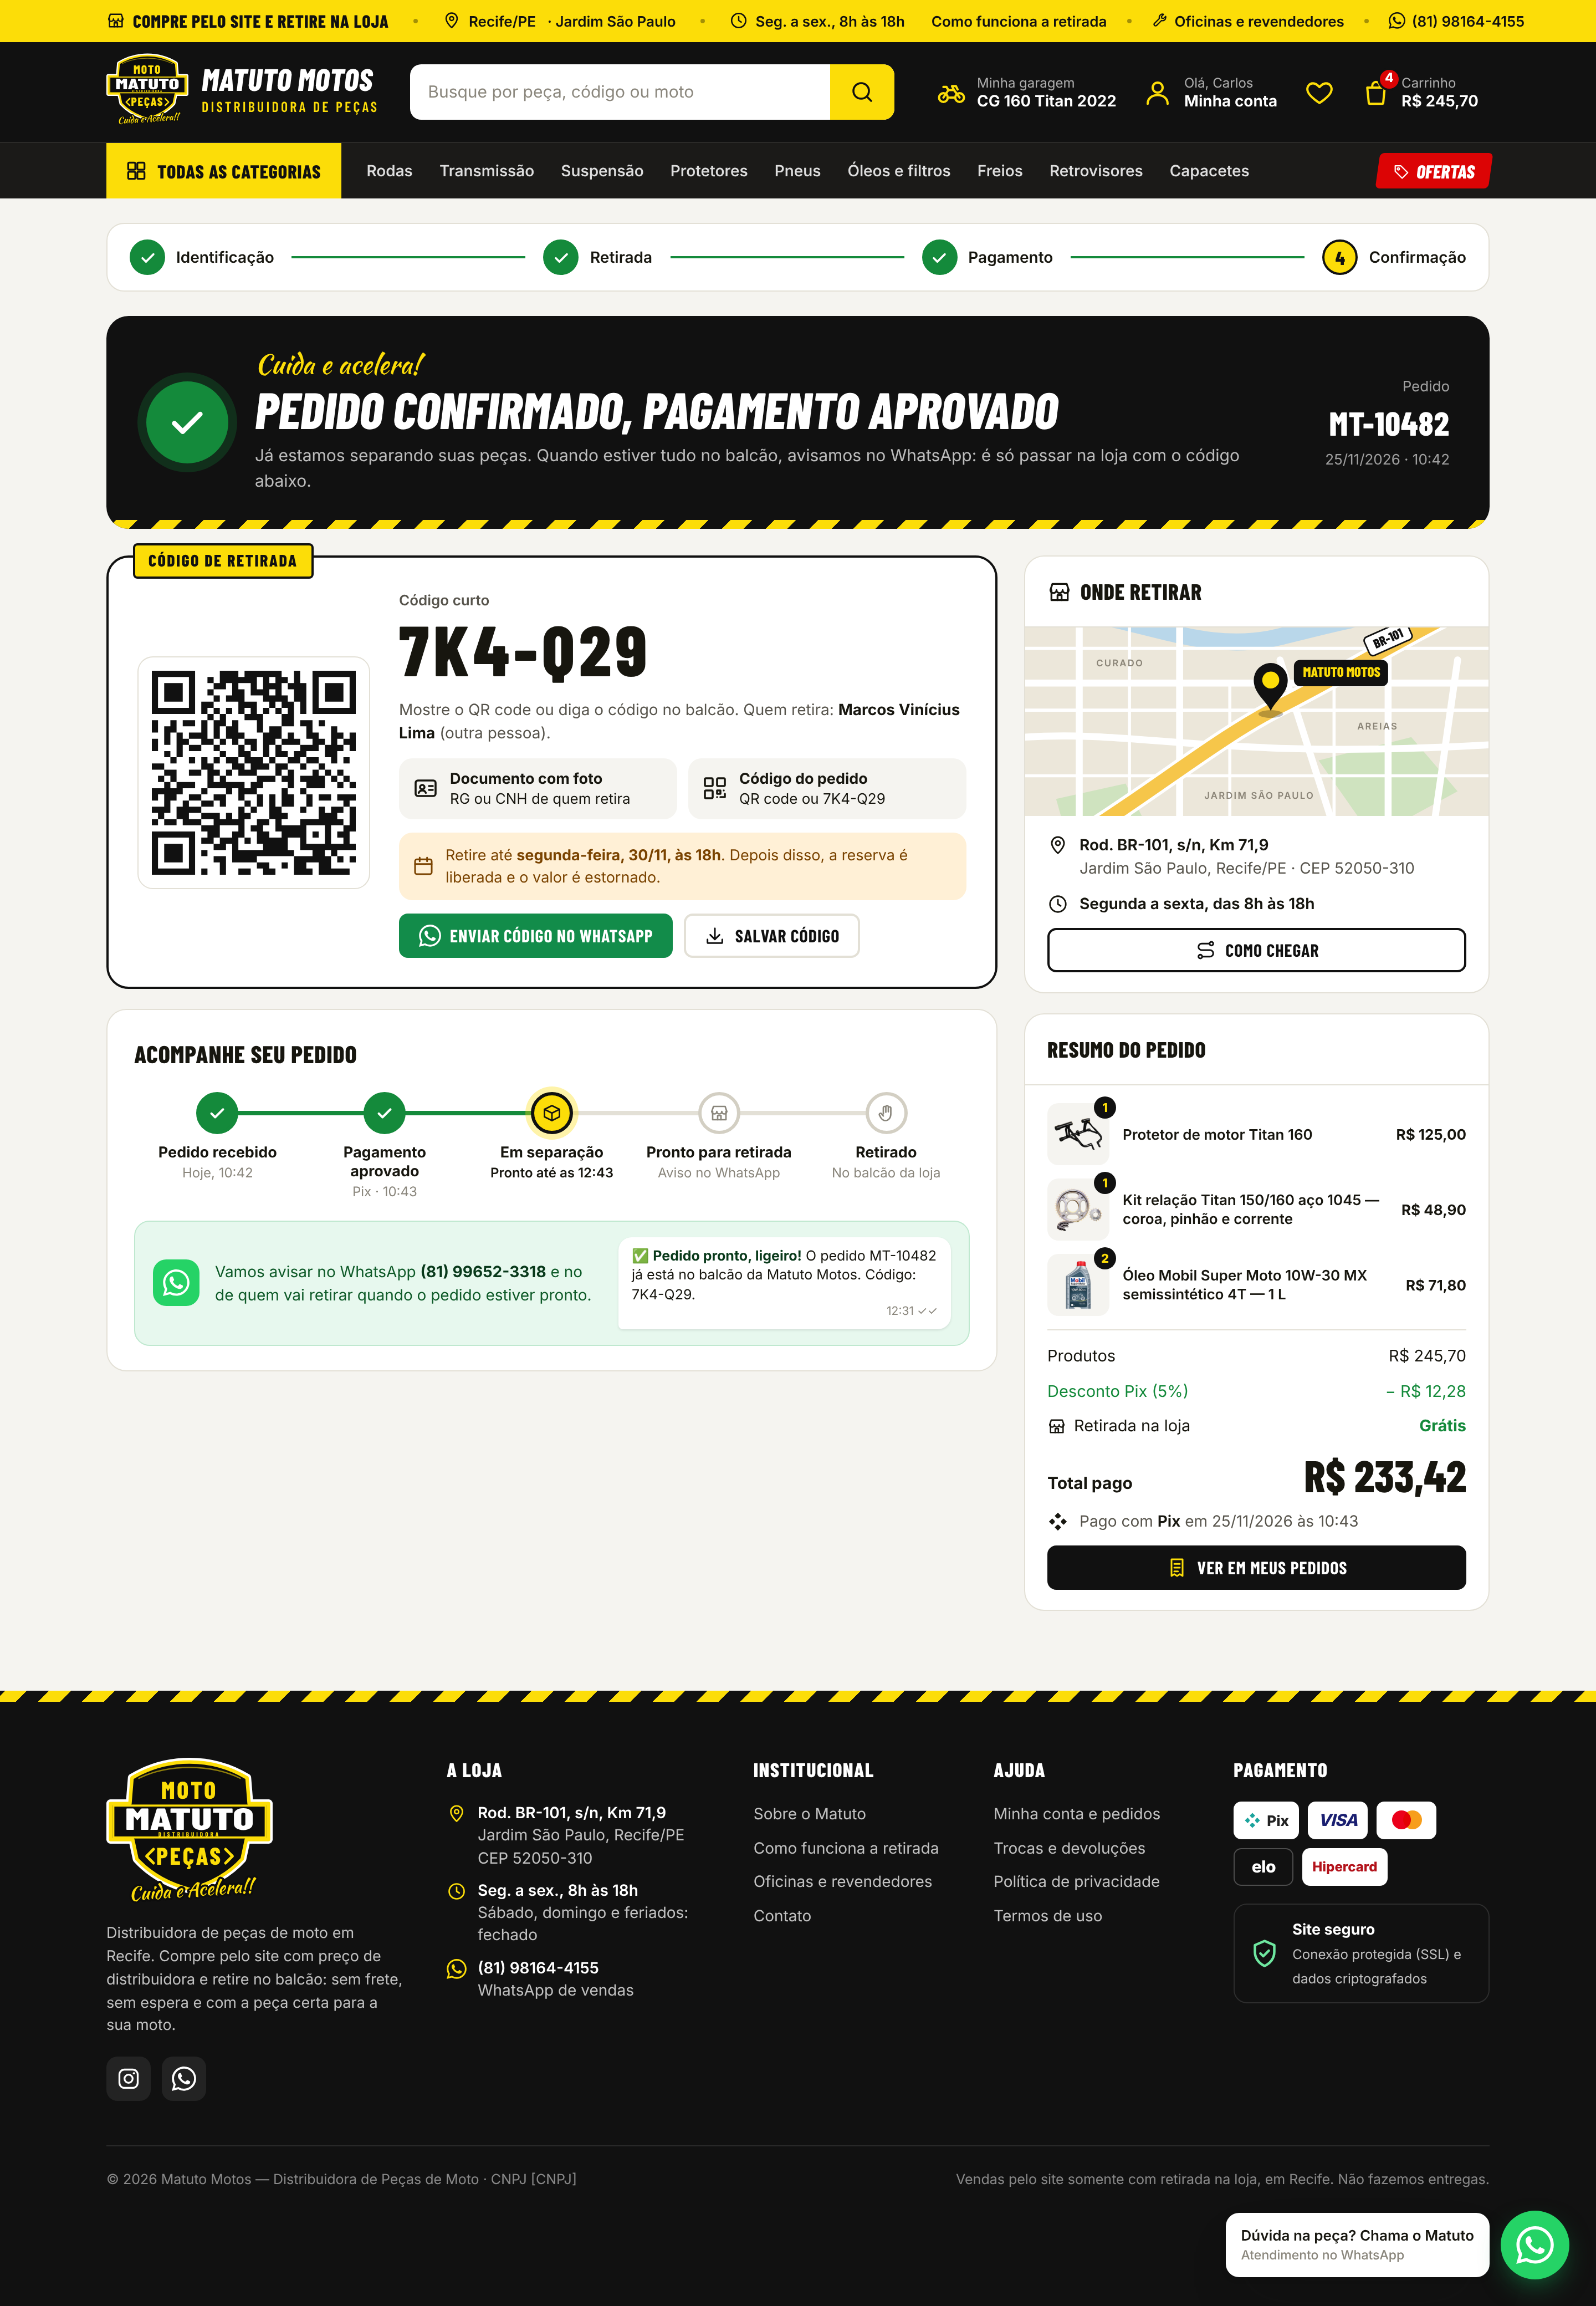 COMPRE PELO SITE E RETIRE NA LOJA • Recife/PE · Jardim São Paulo • Seg. a sex., 8h às 18h Como funciona a retirada • Oficinas e revendedores • (81) 98164-4155
MOTO
MATUTO
PEÇAS
Cuida e Acelera!!
MATUTO MOTOS
DISTRIBUIDORA DE PEÇAS
Busque por peça, código ou moto
Minha garagem
CG 160 Titan 2022
Olá, Carlos
Minha conta
4
Carrinho
R$ 245,70
TODAS AS CATEGORIAS Rodas Transmissão Suspensão Protetores Pneus Óleos e filtros Freios Retrovisores Capacetes OFERTAS
Identificação Retirada Pagamento 4 Confirmação
Cuida e acelera!
PEDIDO CONFIRMADO, PAGAMENTO APROVADO
Já estamos separando suas peças. Quando estiver tudo no balcão, avisamos no WhatsApp: é só passar na loja com o código
abaixo.
Pedido
MT-10482
25/11/2026 · 10:42
CÓDIGO DE RETIRADA
Código curto
7K4-Q29
Mostre o QR code ou diga o código no balcão. Quem retira: Marcos Vinícius
Lima (outra pessoa).
Documento com foto
RG ou CNH de quem retira
Código do pedido
QR code ou 7K4-Q29
Retire até segunda-feira, 30/11, às 18h. Depois disso, a reserva é
liberada e o valor é estornado.
ENVIAR CÓDIGO NO WHATSAPP
SALVAR CÓDIGO
ONDE RETIRAR
BR-101
CURADO
MATUTO MOTOS
AREIAS
JARDIM SÃO PAULO
Rod. BR-101, s/n, Km 71,9
Jardim São Paulo, Recife/PE · CEP 52050-310
Segunda a sexta, das 8h às 18h
COMO CHEGAR
ACOMPANHE SEU PEDIDO
Pedido recebido
Hoje, 10:42
Pagamento
aprovado
Pix · 10:43
Em separação
Pronto até as 12:43
Pronto para retirada
Aviso no WhatsApp
Retirado
No balcão da loja
Vamos avisar no WhatsApp (81) 99652-3318 e no
de quem vai retirar quando o pedido estiver pronto.
✅ Pedido pronto, ligeiro! O pedido MT-10482
já está no balcão da Matuto Motos. Código:
7K4-Q29.
12:31 ✓✓
RESUMO DO PEDIDO
1
Protetor de motor Titan 160 R$ 125,00
1
Kit relação Titan 150/160 aço 1045 —
coroa, pinhão e corrente
R$ 48,90
2
Óleo Mobil Super Moto 10W-30 MX
semissintético 4T — 1 L
R$ 71,80
Produtos R$ 245,70
Desconto Pix (5%) − R$ 12,28
Retirada na loja Grátis
Total pago R$ 233,42
Pago com Pix em 25/11/2026 às 10:43
VER EM MEUS PEDIDOS
MOTO
MATUTO
DISTRIBUIDORA
PEÇAS
Cuida e Acelera!!
Distribuidora de peças de moto em
Recife. Compre pelo site com preço de
distribuidora e retire no balcão: sem frete,
sem espera e com a peça certa para a
sua moto.
A LOJA
Rod. BR-101, s/n, Km 71,9
Jardim São Paulo, Recife/PE
CEP 52050-310
Seg. a sex., 8h às 18h
Sábado, domingo e feriados:
fechado
(81) 98164-4155
WhatsApp de vendas
INSTITUCIONAL
Sobre o Matuto
Como funciona a retirada
Oficinas e revendedores
Contato
AJUDA
Minha conta e pedidos
Trocas e devoluções
Política de privacidade
Termos de uso
PAGAMENTO
Pix
VISA
elo
Hipercard
Site seguro
Conexão protegida (SSL) e
dados criptografados
© 2026 Matuto Motos — Distribuidora de Peças de Moto · CNPJ [CNPJ]
Vendas pelo site somente com retirada na loja, em Recife. Não fazemos entregas.
Dúvida na peça? Chama o Matuto
Atendimento no WhatsApp